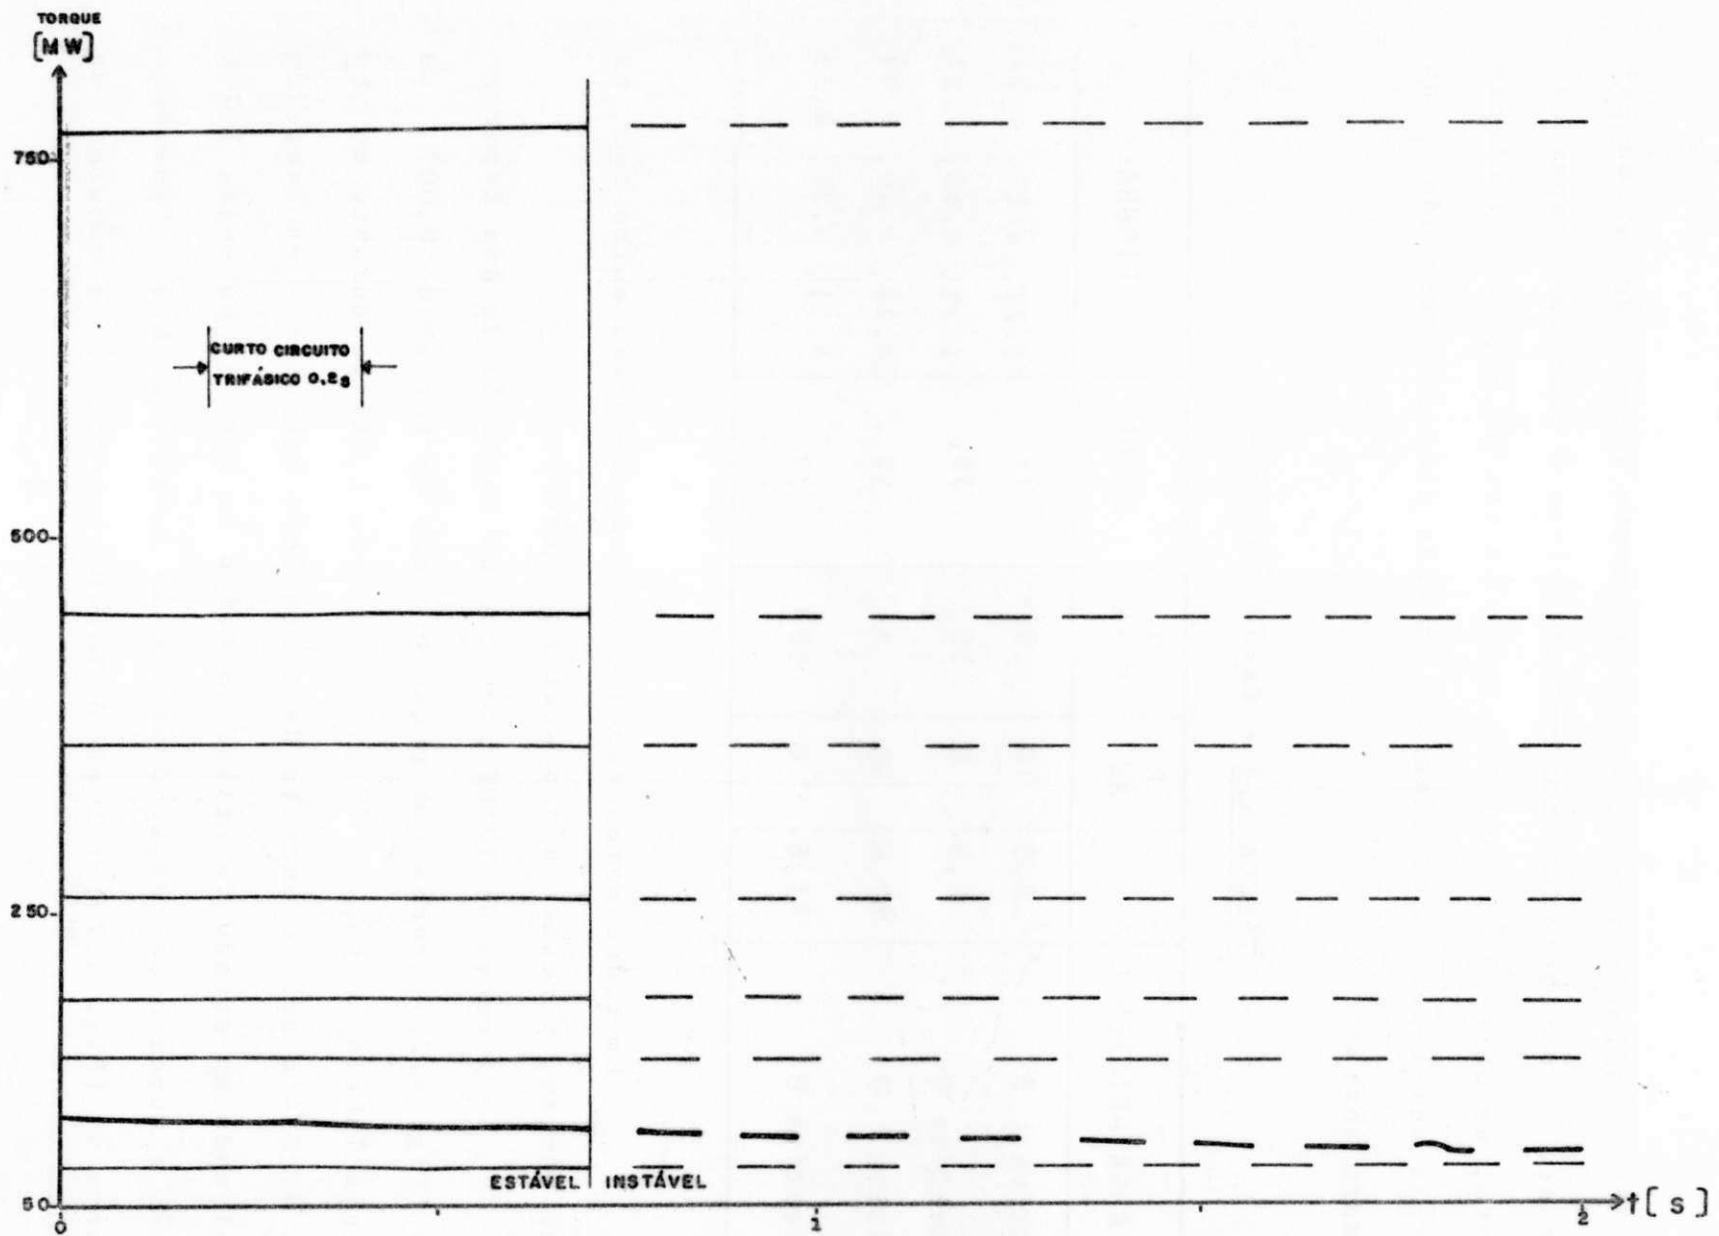 TORQUE
[MW]
750
CURTO CIRCUITO
TRIFÁSICO 0,2s
500
250
ESTÁVEL INSTÁVEL
50
0
1
2
t[s]